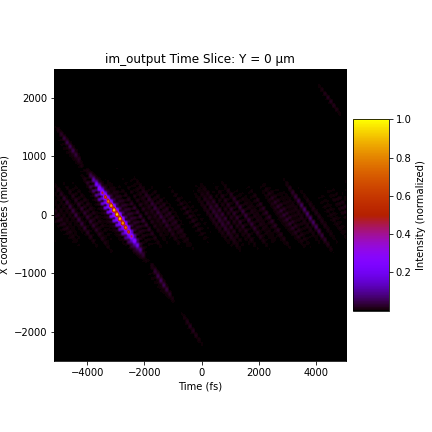 im_output Time Slice: Y = 0 μm
2000
1000
0
−1000
−2000
X coordinates (microns)
−4000 −2000 0 2000 4000
Time (fs)
1.0
0.8
0.6
0.4
0.2
Intensity (normalized)